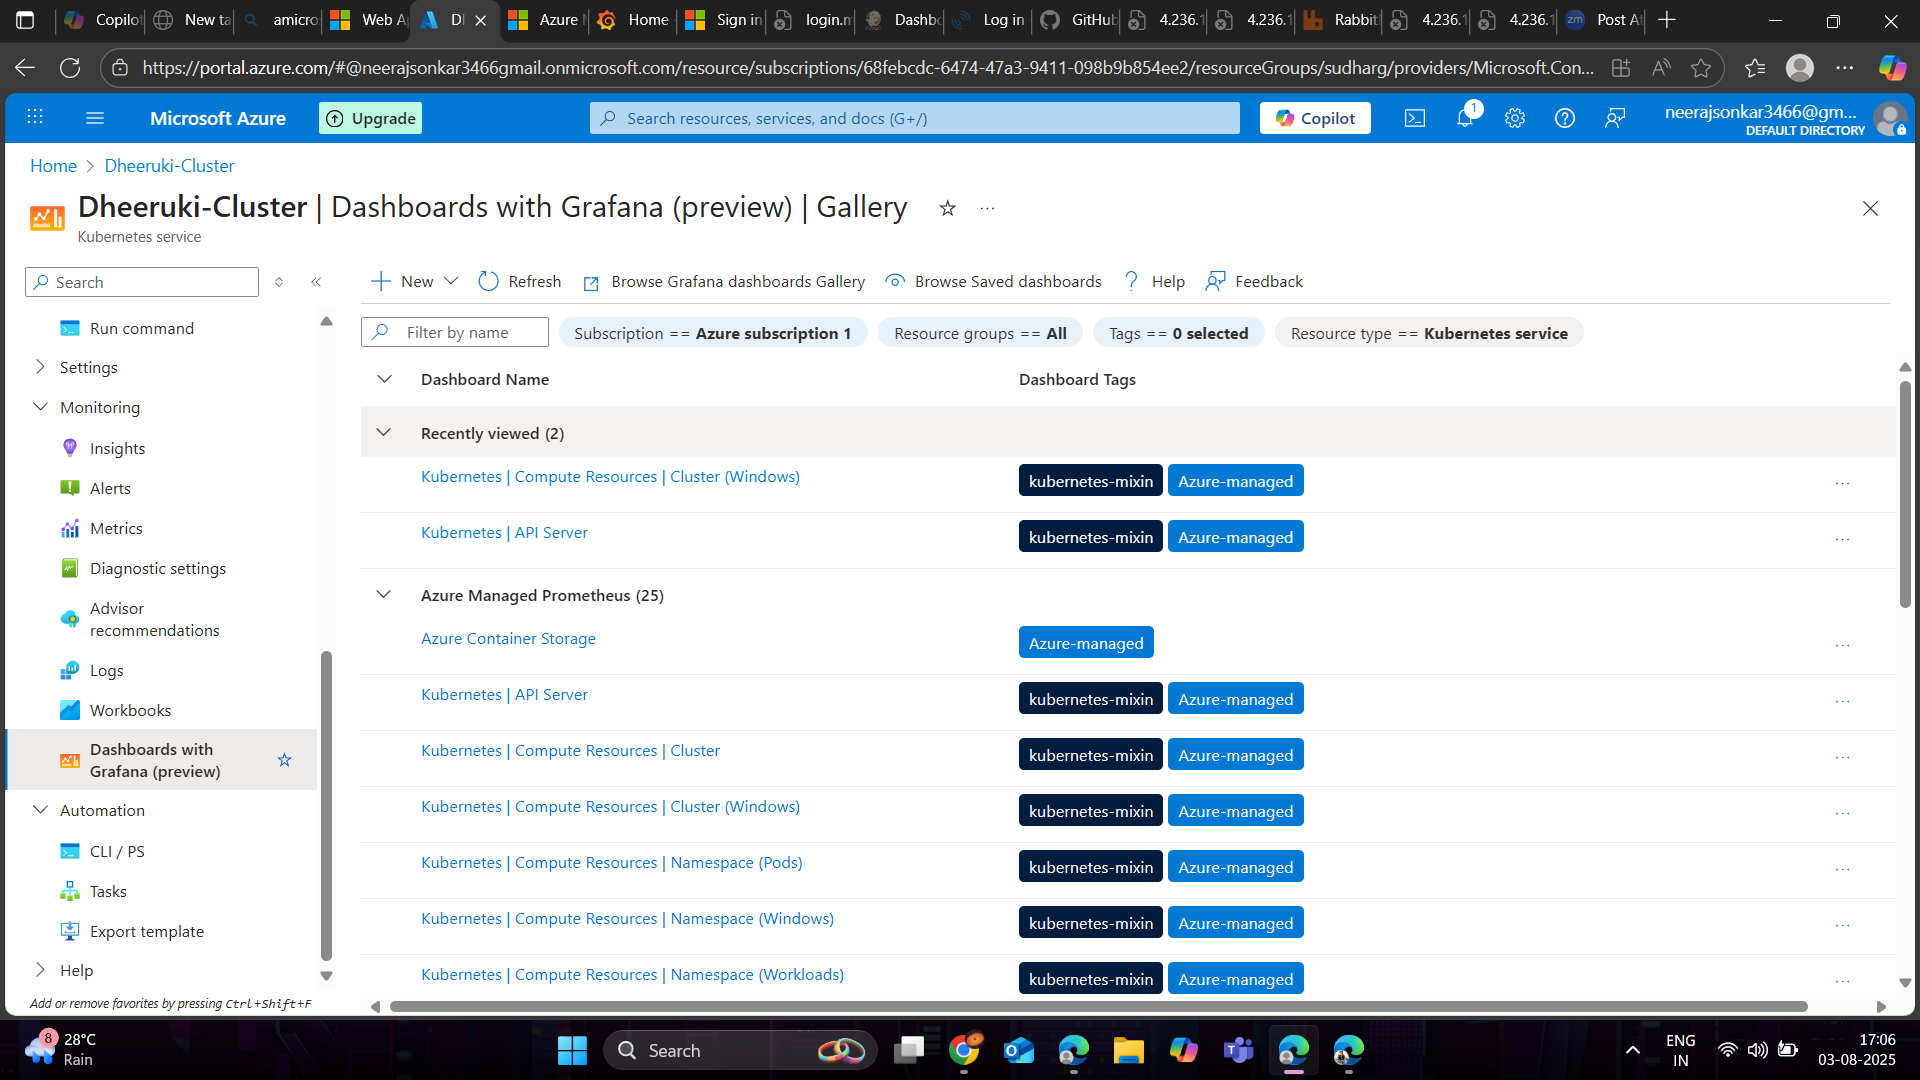 Copilot
New ta
amicro
Web A
D
Azure M
Home
Sign in
login.m
Dashb
Log in
GitHub
4.236.1
4.236.1
Rabbit
4.236.1
4.236.1
Post At
https://portal.azure.com/#@neerajsonkar3466gmail.onmicrosoft.com/resource/subscriptions/68febcdc-6474-47a3-9411-098b9b854ee2/resourceGroups/sudharg/providers/Microsoft.Con...
Microsoft Azure
Upgrade
Search resources, services, and docs (G+/)
Copilot
1
neerajsonkar3466@gm...
DEFAULT DIRECTORY
Home > Dheeruki-Cluster
Dheeruki-Cluster | Dashboards with Grafana (preview) | Gallery
Kubernetes service
Search
New
Refresh
Browse Grafana dashboards Gallery
Browse Saved dashboards
Help
Feedback
Run command
Settings
Monitoring
Insights
Alerts
Metrics
Diagnostic settings
Advisor
recommendations
Logs
Workbooks
Dashboards with
Grafana (preview)
Automation
CLI / PS
Tasks
Export template
Help
Add or remove favorites by pressing Ctrl+Shift+F
Filter by name
Subscription == Azure subscription 1
Resource groups == All
Tags == 0 selected
Resource type == Kubernetes service
Dashboard Name Dashboard Tags
Recently viewed (2)
Kubernetes | Compute Resources | Cluster (Windows) kubernetes-mixin Azure-managed
Kubernetes | API Server kubernetes-mixin Azure-managed
Azure Managed Prometheus (25)
Azure Container Storage Azure-managed
Kubernetes | API Server kubernetes-mixin Azure-managed
Kubernetes | Compute Resources | Cluster kubernetes-mixin Azure-managed
Kubernetes | Compute Resources | Cluster (Windows) kubernetes-mixin Azure-managed
Kubernetes | Compute Resources | Namespace (Pods) kubernetes-mixin Azure-managed
Kubernetes | Compute Resources | Namespace (Windows) kubernetes-mixin Azure-managed
Kubernetes | Compute Resources | Namespace (Workloads) kubernetes-mixin Azure-managed
8
28°C
Rain
Search
ENG
IN
17:06
03-08-2025